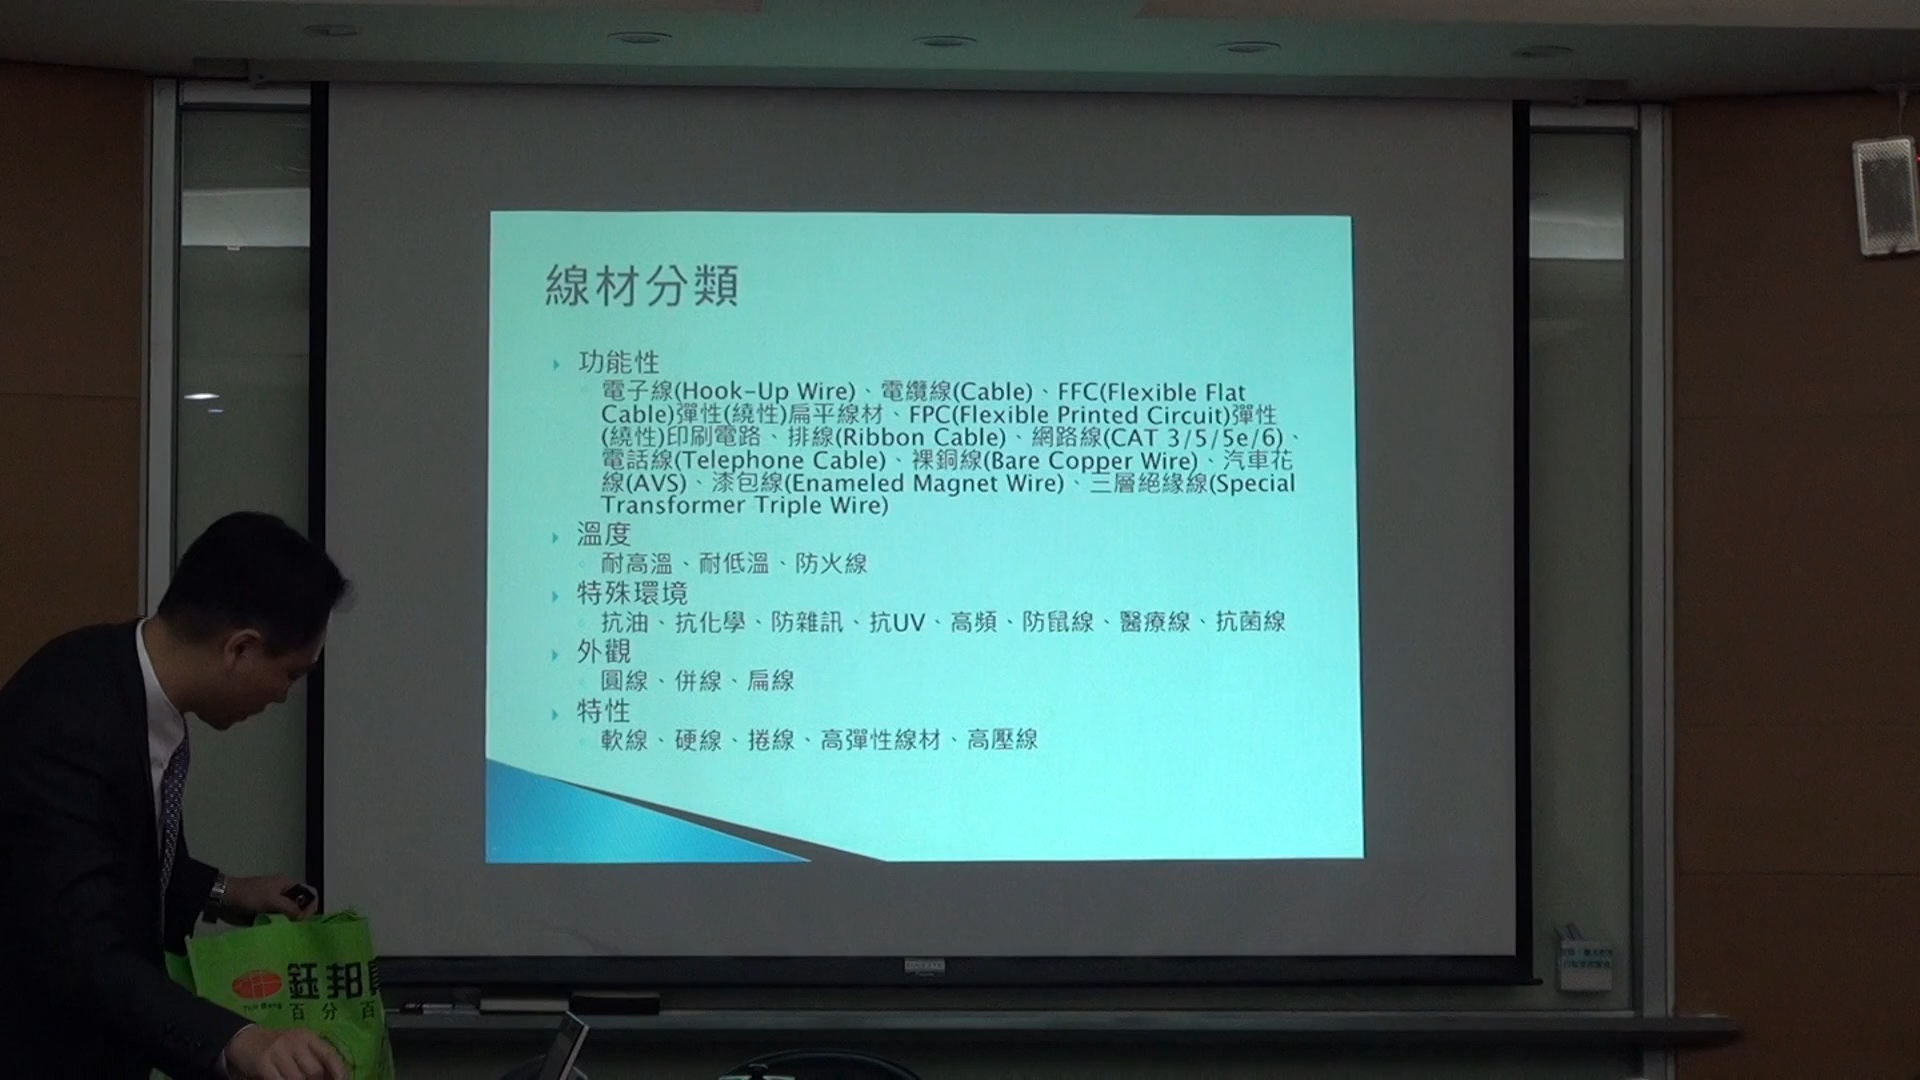 線材分類
功能性
電子線(Hook-Up Wire)、電纜線(Cable)、FFC(Flexible Flat
Cable)彈性(繞性)扁平線材、FPC(Flexible Printed Circuit)彈性
(繞性)印刷電路、排線(Ribbon Cable)、網路線(CAT 3/5/5e/6)、
電話線(Telephone Cable)、裸銅線(Bare Copper Wire)、汽車花
線(AVS)、漆包線(Enameled Magnet Wire)、三層絕緣線(Special
Transformer Triple Wire)
溫度
耐高溫、耐低溫、防火線
特殊環境
抗油、抗化學、防雜訊、抗UV、高頻、防鼠線、醫療線、抗菌線
外觀
圓線、併線、扁線
特性
軟線、硬線、捲線、高彈性線材、高壓線
鈺邦
百分百